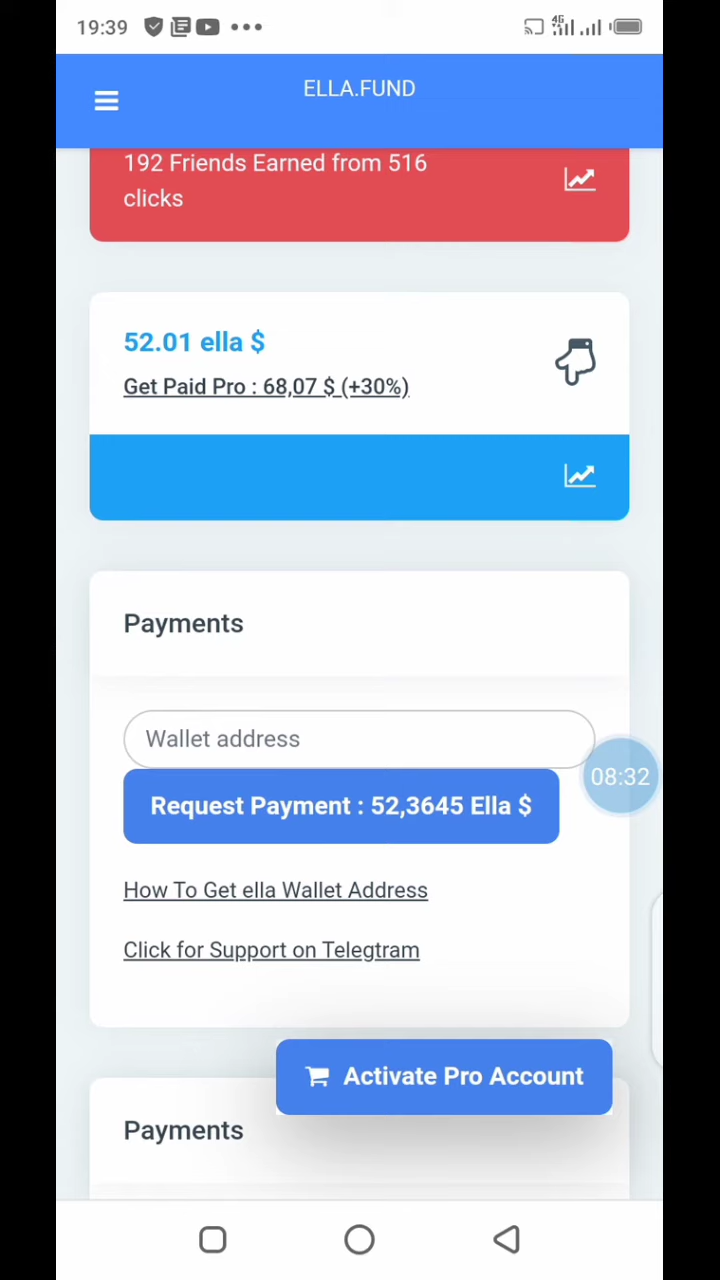 19:39
4G
ELLA.FUND
192 Friends Earned from 516
clicks
52.01 ella $
Get Paid Pro : 68,07 $ (+30%)
Payments
Wallet address
08:32
Request Payment : 52,3645 Ella $
How To Get ella Wallet Address
Click for Support on Telegtram
Activate Pro Account
Payments